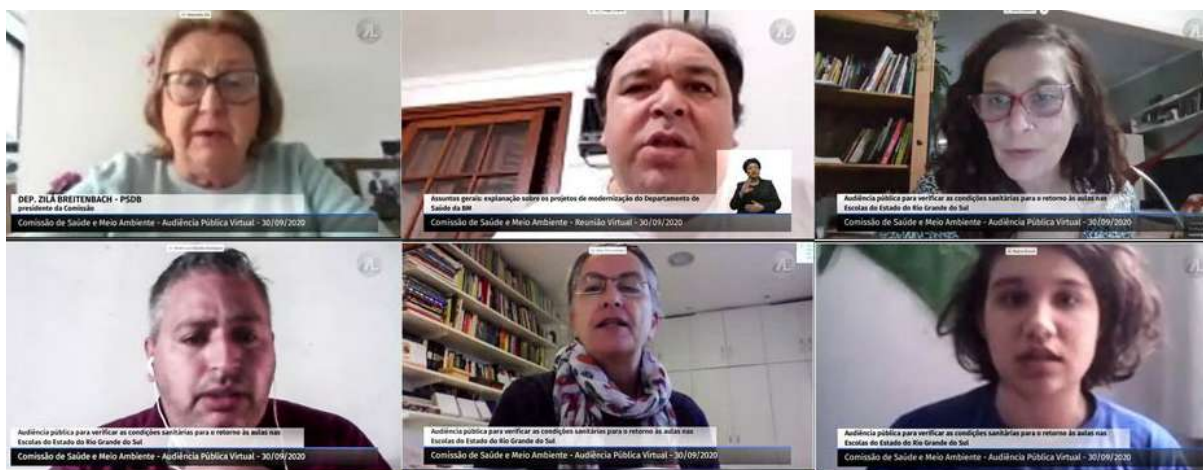 DEP. ZILÁ BREITENBACH - PSDB
presidente da Comissão
Comissão de Saúde e Meio Ambiente - Audiência Pública Virtual - 30/09/2020
Assuntos gerais: explanação sobre os projetos de modernização do Departamento de
Saúde da BM
Comissão de Saúde e Meio Ambiente - Reunião Virtual - 30/09/2020
Audiência pública para verificar as condições sanitárias para o retorno às aulas nas
Escolas do Estado do Rio Grande do Sul
Comissão de Saúde e Meio Ambiente - Audiência Pública Virtual - 30/09/2020
Audiência pública para verificar as condições sanitárias para o retorno às aulas nas
Escolas do Estado do Rio Grande do Sul
Comissão de Saúde e Meio Ambiente - Audiência Pública Virtual - 30/09/2020
Audiência pública para verificar as condições sanitárias para o retorno às aulas nas
Escolas do Estado do Rio Grande do Sul
Comissão de Saúde e Meio Ambiente - Audiência Pública Virtual - 30/09/2020
Audiência pública para verificar as condições sanitárias para o retorno às aulas nas
Escolas do Estado do Rio Grande do Sul
Comissão de Saúde e Meio Ambiente - Audiência Pública Virtual - 30/09/2020